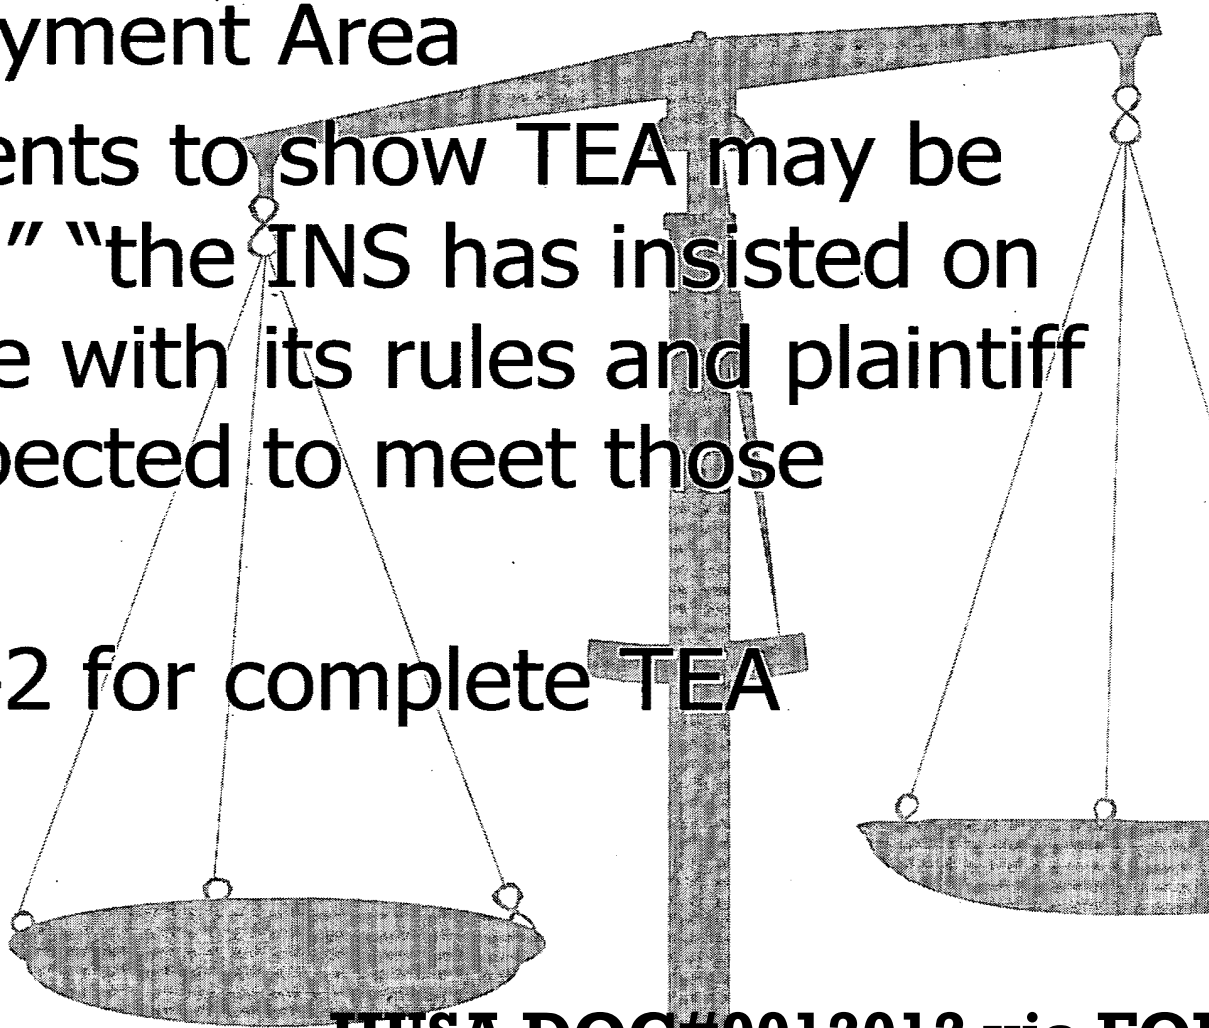 yment Area
ents to show TEA may be
" "the INS has insisted on
e with its rules and plaintiff
pected to meet those
-2 for complete TEA